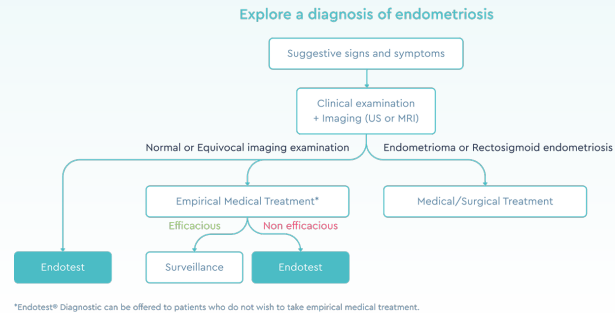 Explore a diagnosis of endometriosis
Suggestive signs and symptoms
Clinical examination
+ Imaging (US or MRI)
Normal or Equivocal imaging examination
Endometrioma or Rectosigmoid endometriosis
Empirical Medical Treatment*
Medical/Surgical Treatment
Efficacious
Non efficacious
Endotest
Surveillance
Endotest
*Endotest® Diagnostic can be offered to patients who do not wish to take empirical medical treatment.